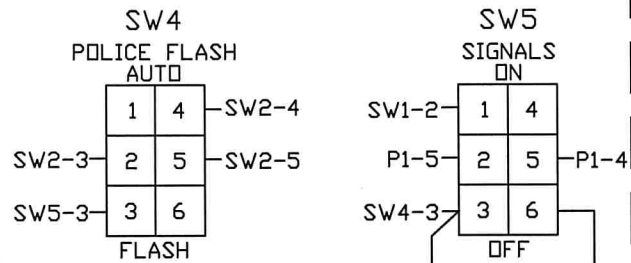 SW4
POLICE FLASH
AUTO
1 4 SW2-4
SW2-3 2 5 SW2-5
SW5-3 3 6
FLASH
SW5
SIGNALS
ON
SW1-2 1 4
P1-5 2 5 P1-4
SW4-3 3 6
OFF